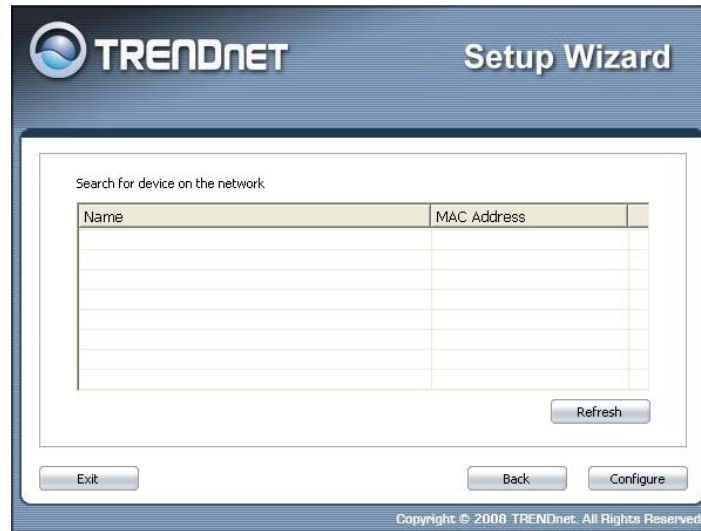 TRENDnet Setup Wizard
Search for device on the network
Name MAC Address
Refresh
Exit Back Configure
Copyright © 2008 TRENDnet. All Rights Reserved